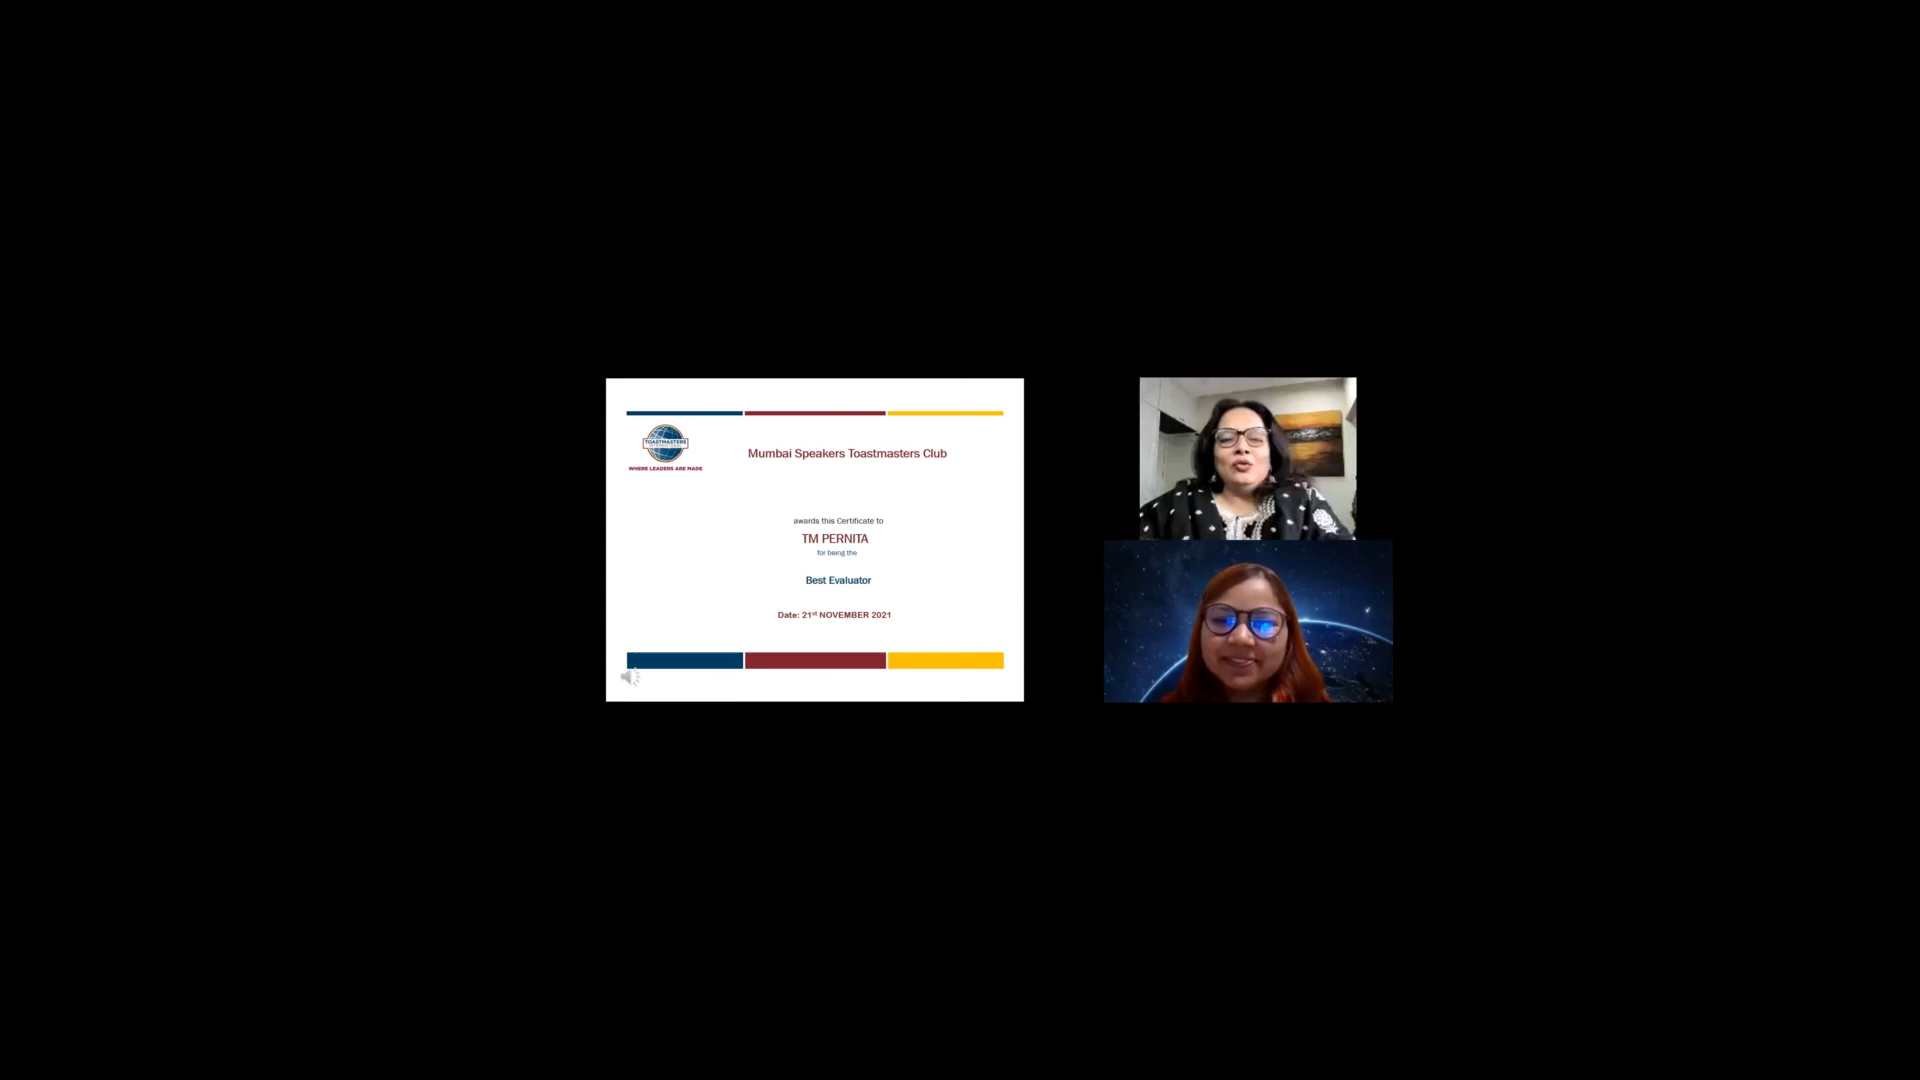 TOASTMASTERS
INTERNATIONAL
WHERE LEADERS ARE MADE
Mumbai Speakers Toastmasters Club
awards this Certificate to
TM PERNITA
for being the
Best Evaluator
Date: 21st NOVEMBER 2021